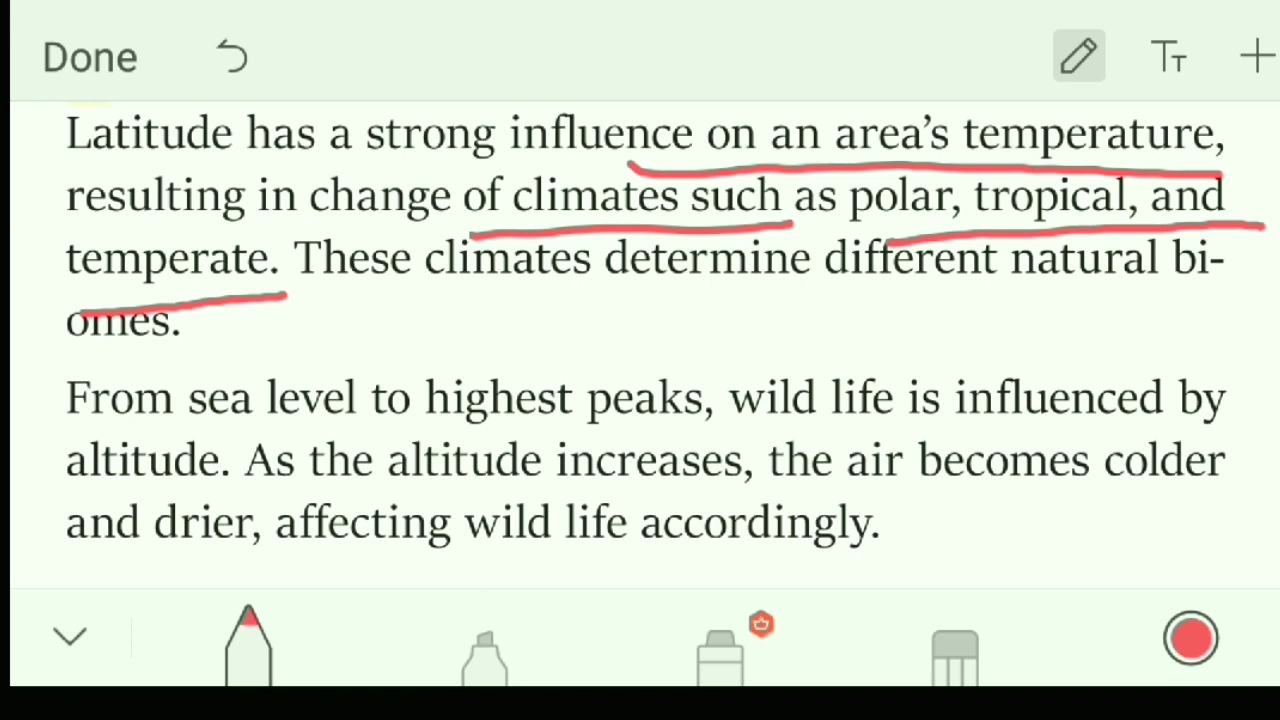 Done
Latitude has a strong influence on an area's temperature,
resulting in change of climates such as polar, tropical, and
temperate. These climates determine different natural bi-
omes.
From sea level to highest peaks, wild life is influenced by
altitude. As the altitude increases, the air becomes colder
and drier, affecting wild life accordingly.